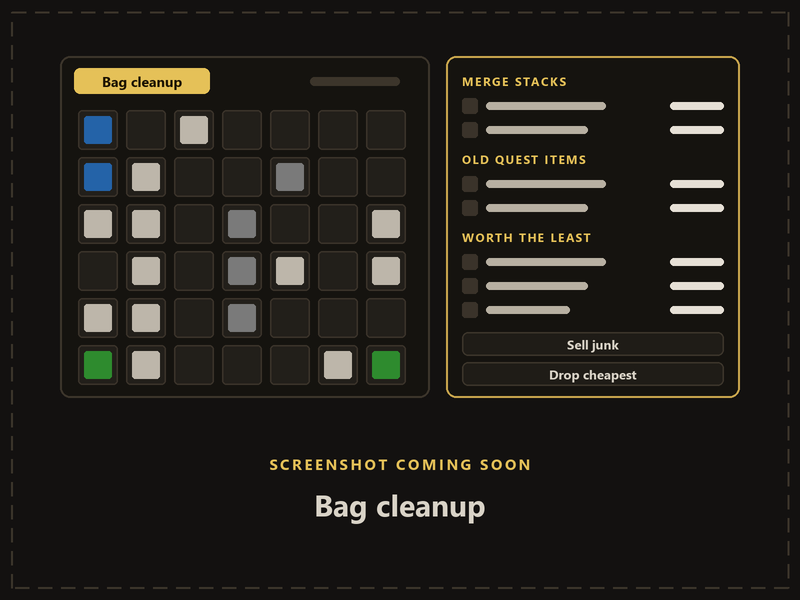 Bag cleanup
MERGE STACKS
OLD QUEST ITEMS
WORTH THE LEAST
Sell junk
Drop cheapest
SCREENSHOT COMING SOON
Bag cleanup